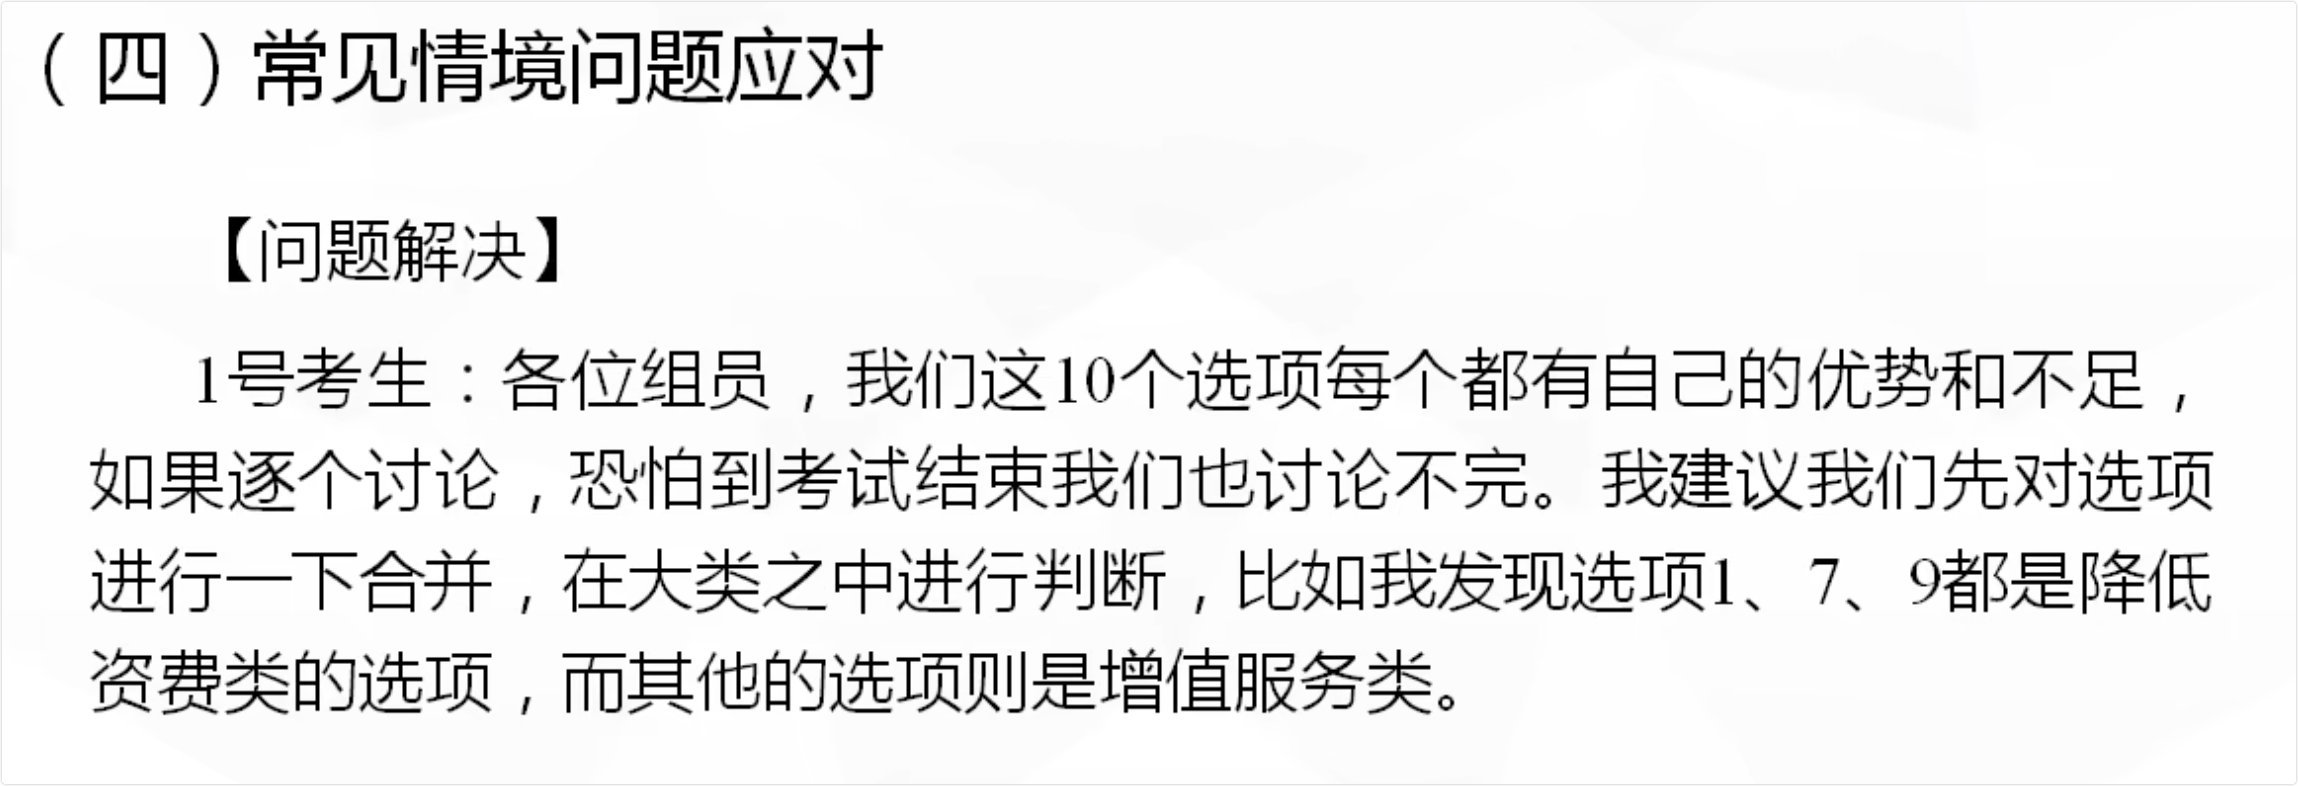 （四）常见情境问题应对
【问题解决】
1号考生：各位组员，我们这10个选项每个都有自己的优势和不足，
如果逐个讨论，恐怕到考试结束我们也讨论不完。我建议我们先对选项
进行一下合并，在大类之中进行判断，比如我发现选项1、7、9都是降低
资费类的选项，而其他的选项则是增值服务类。